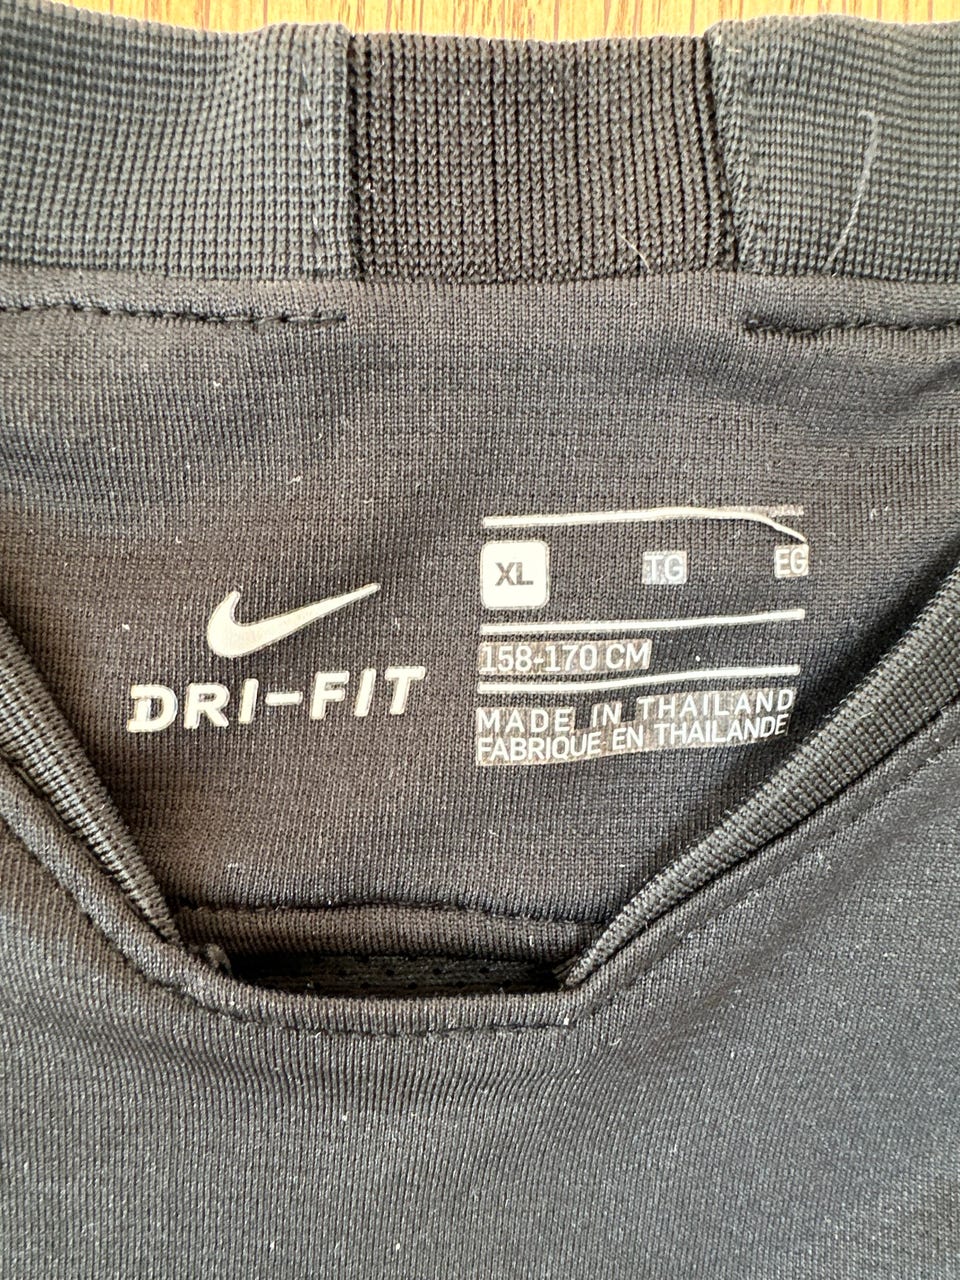 DRI-FIT
XL TG EG
158-170 CM
MADE IN THAILAND
FABRIQUE EN THAILANDE